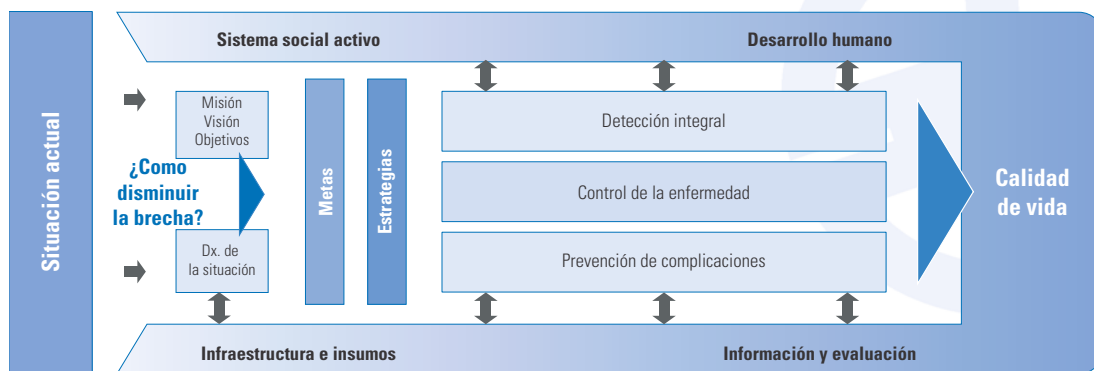 Situación actual
Sistema social activo
Desarrollo humano
Misión
Visión
Objetivos
¿Como
disminuir
la brecha?
Dx. de
la situación
Metas
Estrategias
Detección integral
Control de la enfermedad
Prevención de complicaciones
Calidad
de vida
Infraestructura e insumos
Información y evaluación